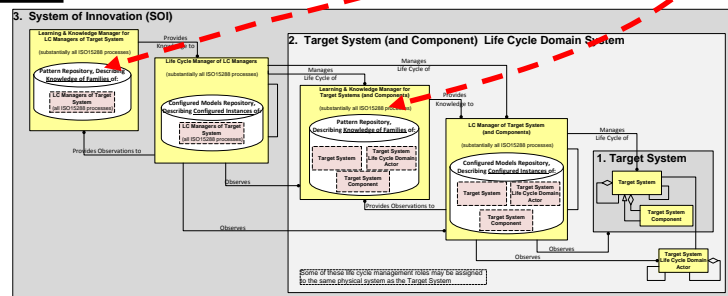 3. System of Innovation (SOI)
Learning & Knowledge Manager for
LC Managers of Target System
(substantially all ISO15288 processes)
Pattern Repository, Describing
Knowledge of Families of:
LC Managers of Target
System
(all ISO15288 processes)
Provides
Knowledge to
Provides Observations to
Life Cycle Manager of LC Managers
(substantially all ISO15288 processes)
Configured Models Repository,
Describing Configured Instances of:
LC Managers of Target
System
(all ISO15288 processes)
Observes
Observes
2. Target System (and Component) Life Cycle Domain System
Manages
Life Cycle of
Manages
Life Cycle of
Learning & Knowledge Manager for
Target Systems (and Components)
(substantially all ISO15288 processes)
Pattern Repository,
Describing Knowledge of Families of:
Target System
Target System
Life Cycle Domain
Actor
Target System
Component
Provides
Knowledge to
Provides Observations to
LC Manager of Target System
(and Components)
(substantially all ISO15288 processes)
Configured Models Repository,
Describing Configured Instances of:
Target System
Target System
Life Cycle Domain
Actor
Target System
Component
Manages
Life Cycle of
1. Target System
Target System
Target System
Component
Observes
Observes
Target System
Life Cycle Domain
Actor
Some of these life cycle management roles may be assigned
to the same physical system as the Target System